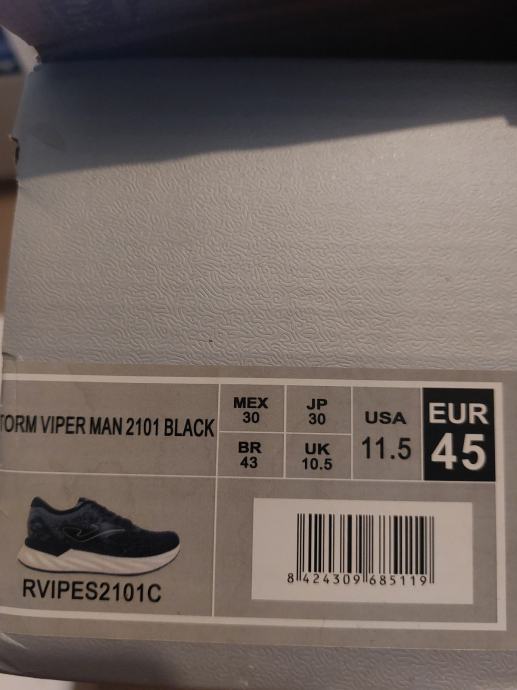 TORM VIPER MAN 2101 BLACK
MEX
30
JP
30
BR
43
UK
10.5
USA
11.5
EUR
45
RVIPES2101C
8 424309 685119